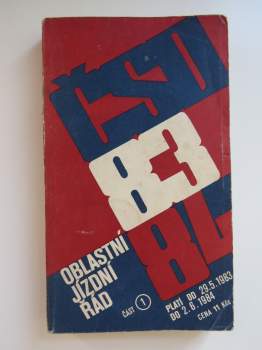 ČSD
83
84
OBLASTNÍ
JÍZDNÍ
ŘÁD
ČÁST 1
PLATÍ OD 29.5.1983
DO 2.6.1984
CENA 11 Kčs